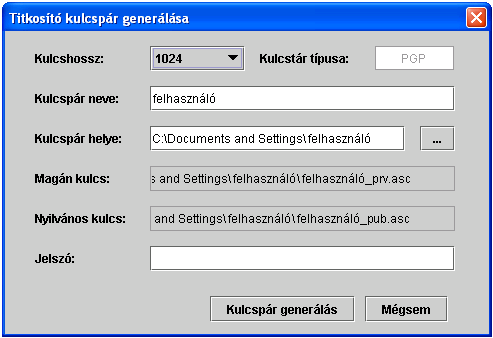 Titkosító kulcspár generálása
Kulcshossz: 1024 Kulcstár típusa: PGP
Kulcspár neve: felhasználó
Kulcspár helye: C:\Documents and Settings\felhasználó ...
Magán kulcs: s and Settings\felhasználó\felhasználó_prv.asc
Nyilvános kulcs: and Settings\felhasználó\felhasználó_pub.asc
Jelszó:
Kulcspár generálás Mégsem